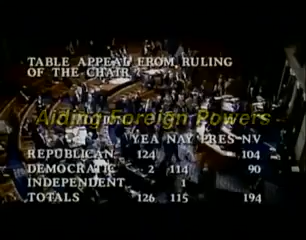 TABLE APPEAL FROM RULING
OF THE CHAIR
Aiding Foreign Powers
YEA NAY PRES NV
REPUBLICAN 124 104
DEMOCRATIC 2 114 90
INDEPENDENT 1
TOTALS 126 115 194